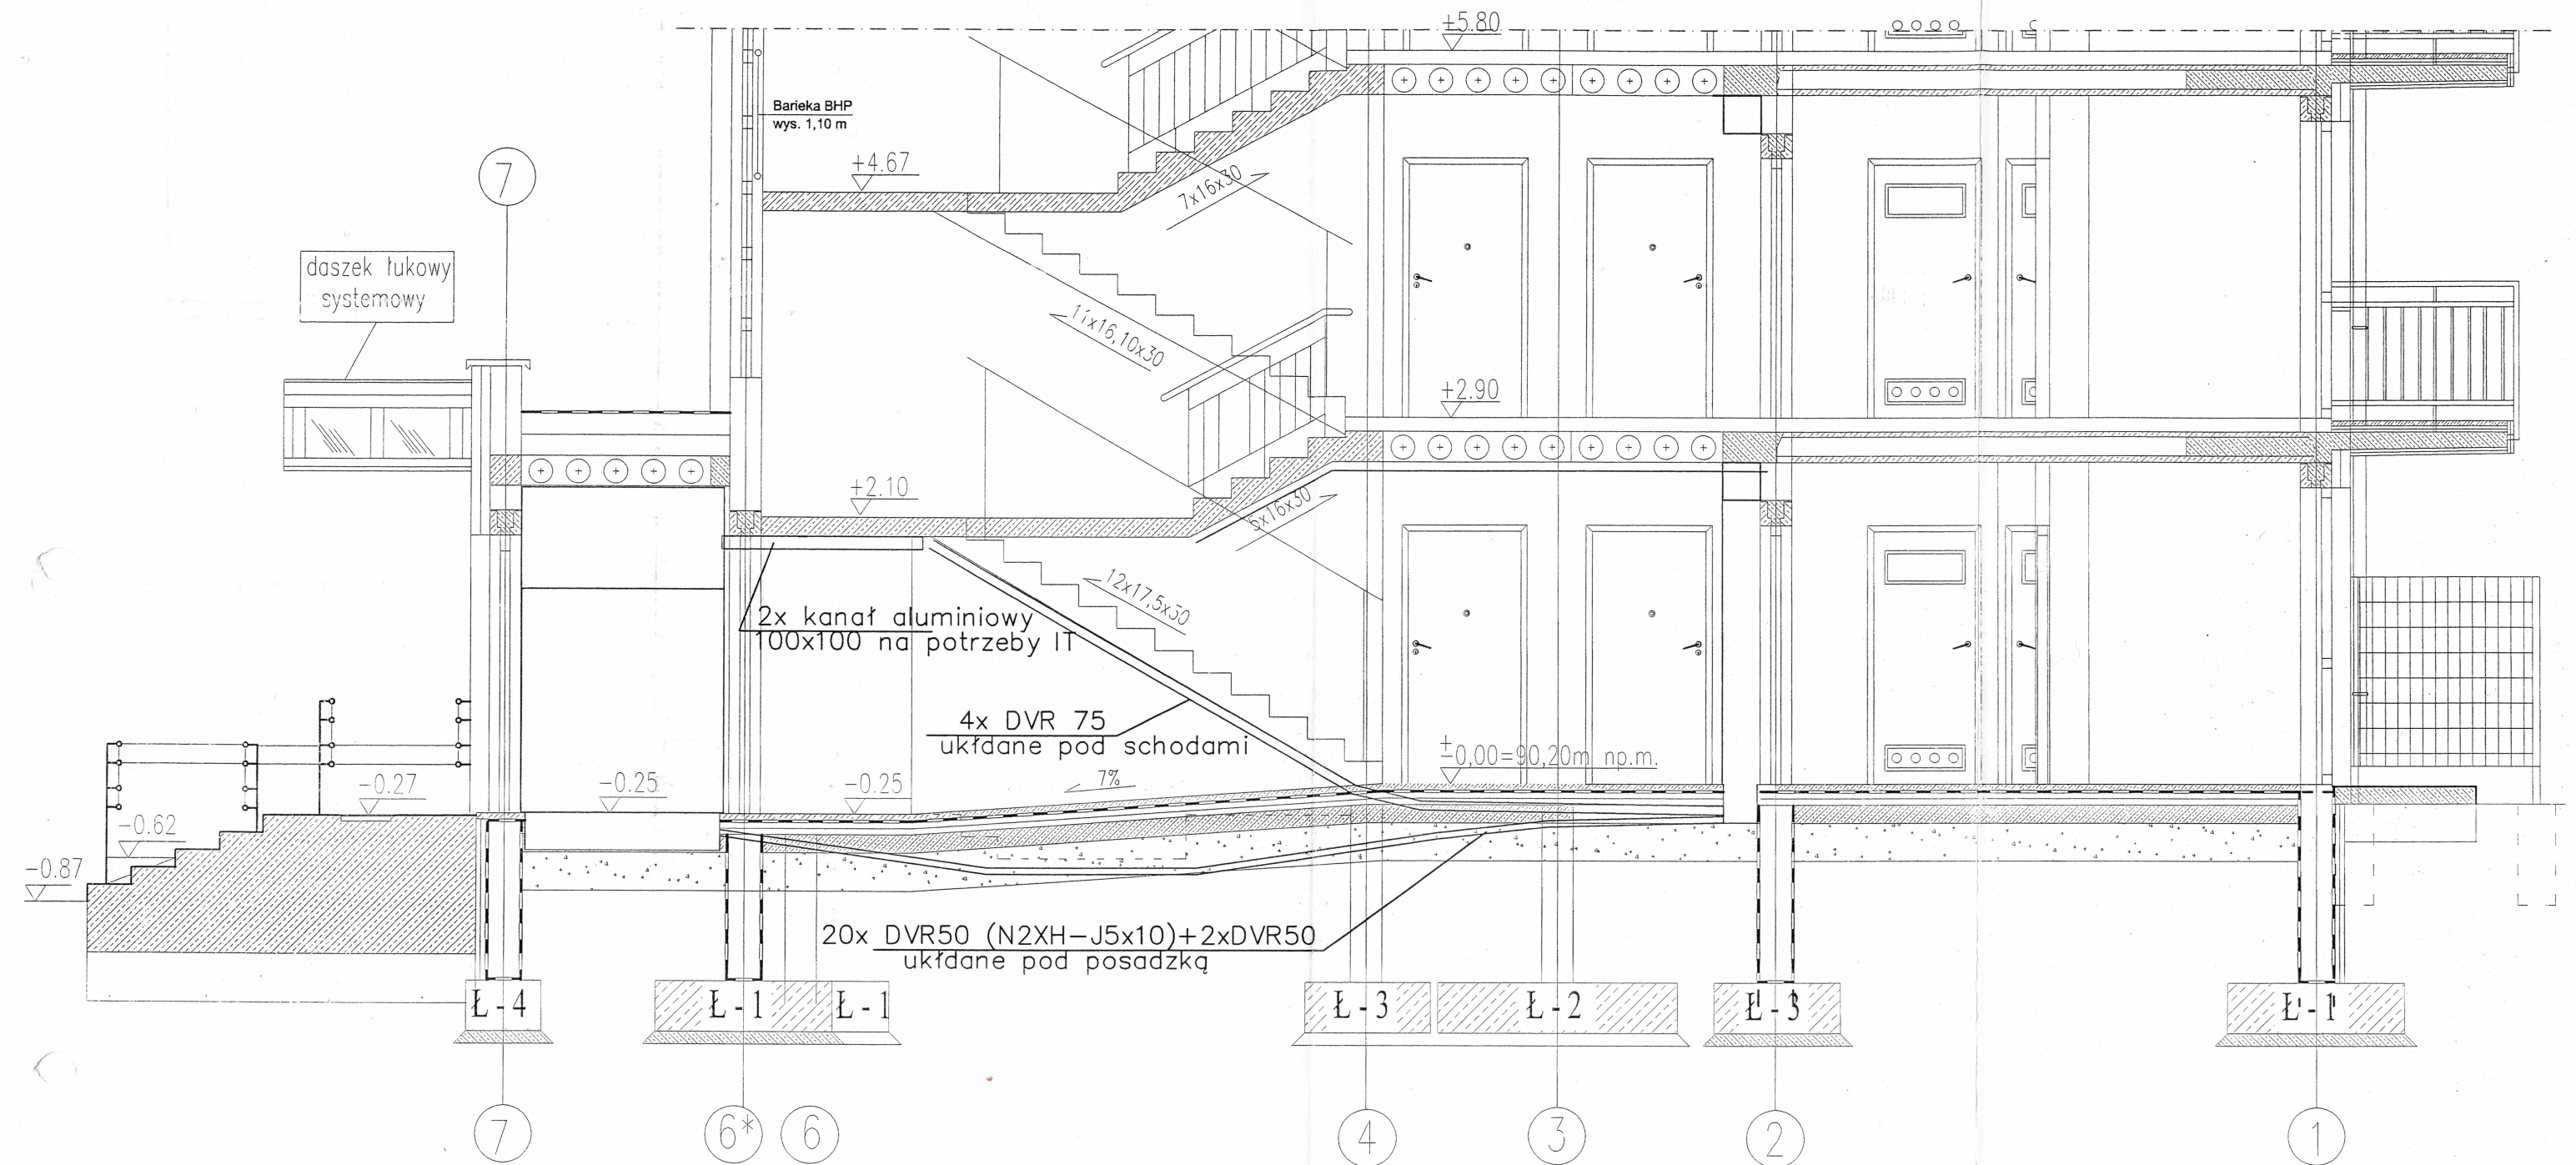 +5.80
Barieka BHP
wys. 1,10 m
+4.67
7x16x30
7
daszek łukowy
systemowy
11x16,10x30
+2.90
+2.10
5x16x30
12x17,5x30
2x kanał aluminiowy
100x100 na potrzeby IT
4x DVR 75
ukłdane pod schodami
±0,00=90,20m np.m.
7%
-0.27
-0.25
-0.25
-0.62
-0.87
20x DVR50 (N2XH-J5x10)+2xDVR50
ukłdane pod posadzką
Ł-4
Ł-1
Ł-1
Ł-3
Ł-2
Ł-3
Ł-1
7
6*
6
4
3
2
1